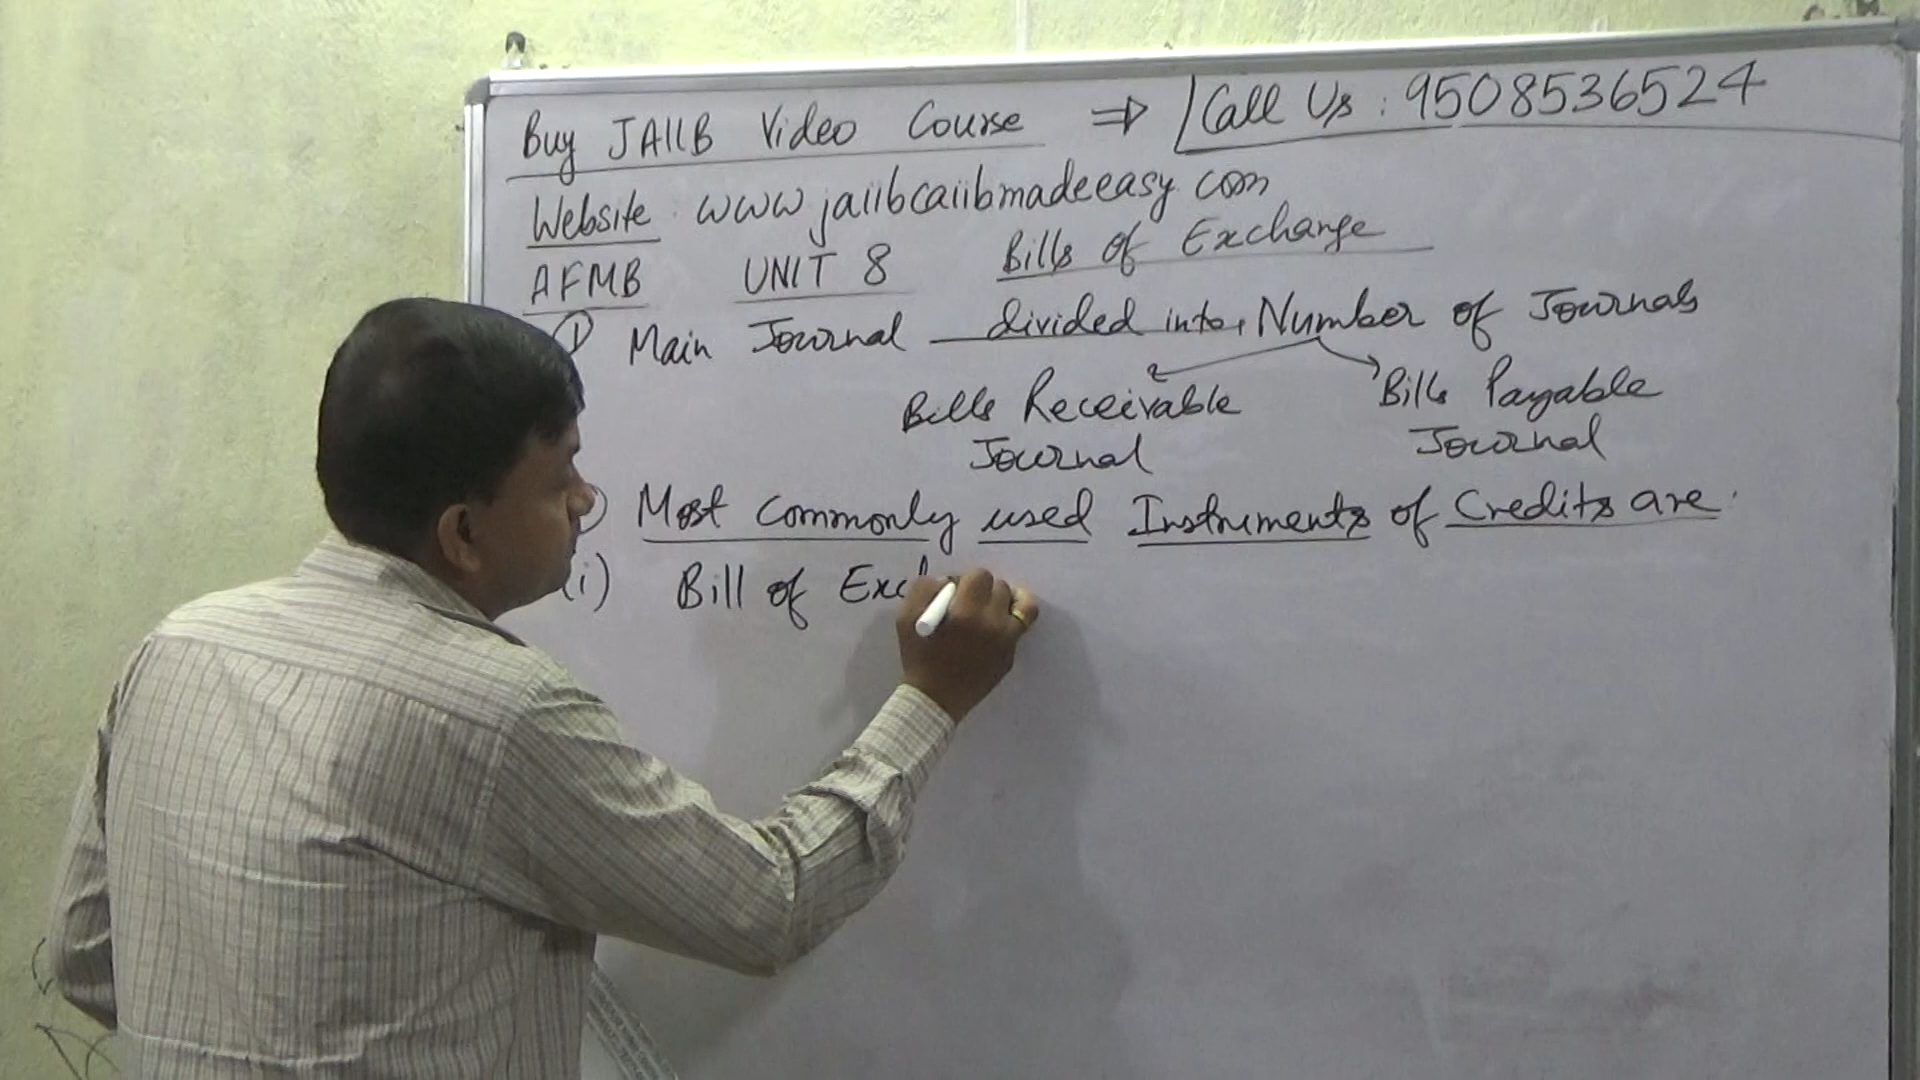 Buy JAIIB Video Course ⇒ Call Us : 9508536524
Website : www.jaiibcaiibmadeeasy.com
AFMB UNIT 8 Bills of Exchange
① Main Journal divided into, Number of Journals
Bills Receivable Journal
Bills Payable Journal
Most commonly used Instruments of Credits are
(i) Bill of Exc